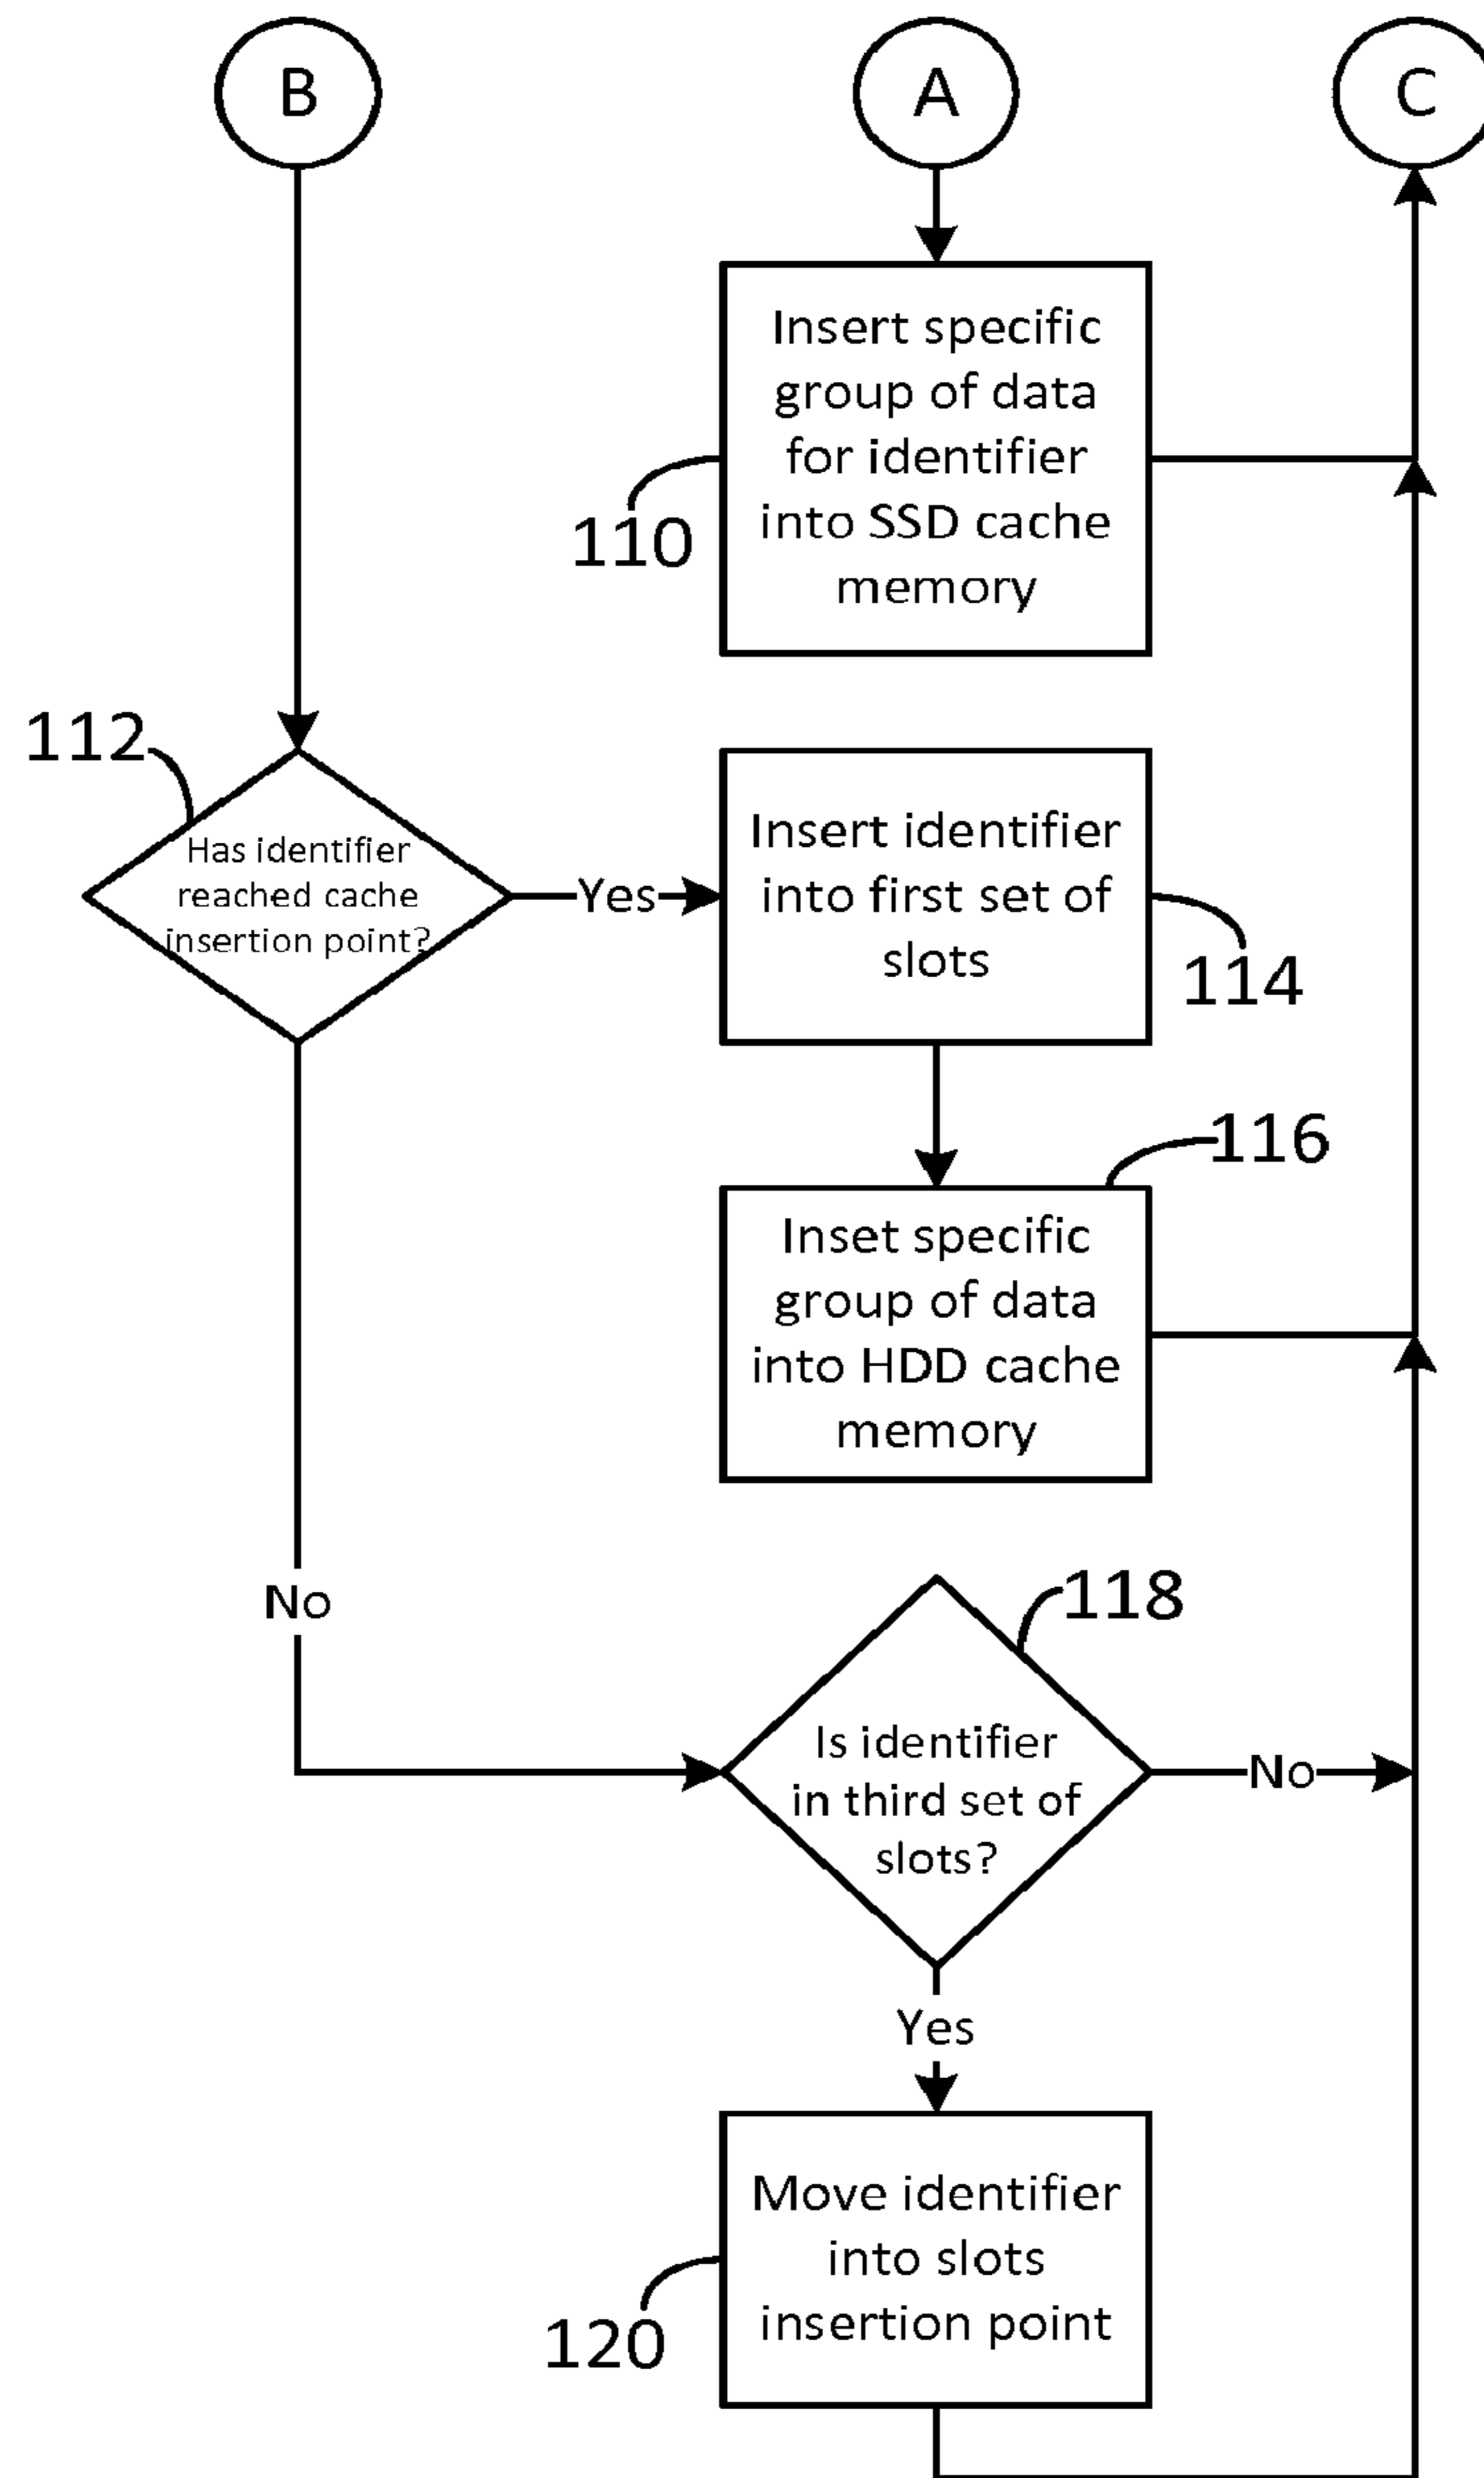 B
A
C
Insert specific
group of data
for identifier
into SSD cache
memory
110
112
Has identifier
reached cache
insertion point?
Yes
Insert identifier
into first set of
slots
114
116
Inset specific
group of data
into HDD cache
memory
No
118
Is identifier
in third set of
slots?
No
Yes
Move identifier
into slots
insertion point
120